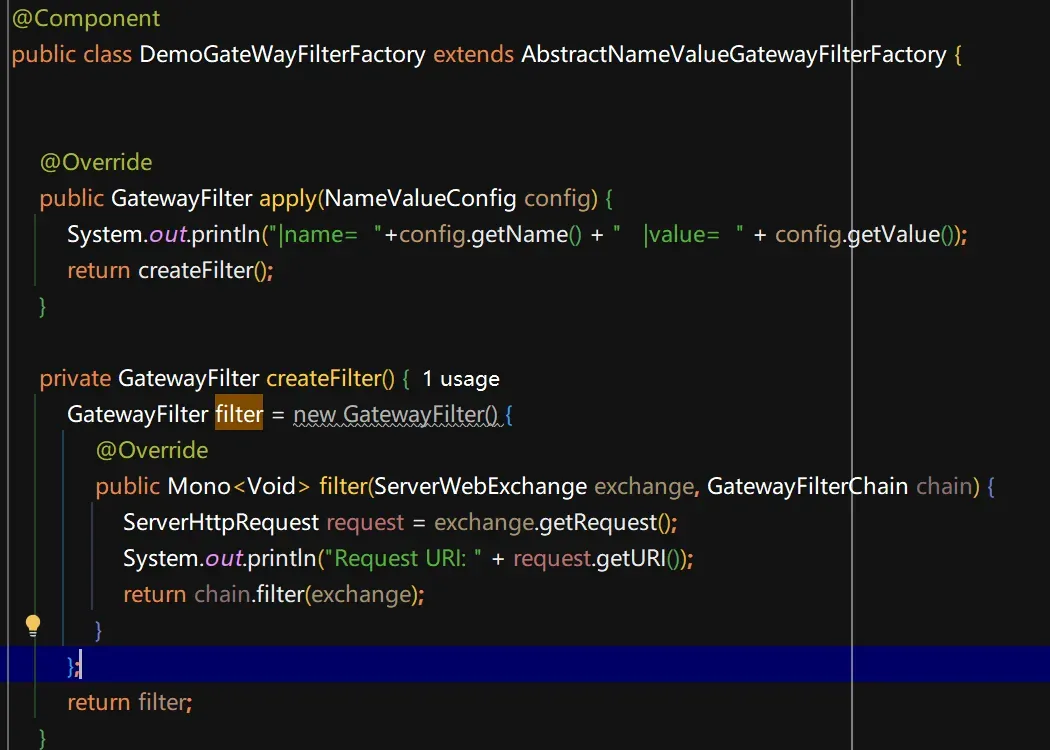 @Component
public class DemoGateWayFilterFactory extends AbstractNameValueGatewayFilterFactory {
@Override
public GatewayFilter apply(NameValueConfig config) {
System.out.println("|name=  "+config.getName() + "   |value=  " + config.getValue());
return createFilter();
}
private GatewayFilter createFilter() { 1 usage
GatewayFilter filter = new GatewayFilter() {
@Override
public Mono<Void> filter(ServerWebExchange exchange, GatewayFilterChain chain) {
ServerHttpRequest request = exchange.getRequest();
System.out.println("Request URI: " + request.getURI());
return chain.filter(exchange);
}
};
return filter;
}